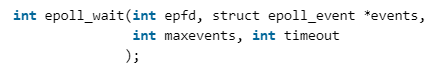 int epoll_wait(int epfd, struct epoll_event *events,
int maxevents, int timeout
);